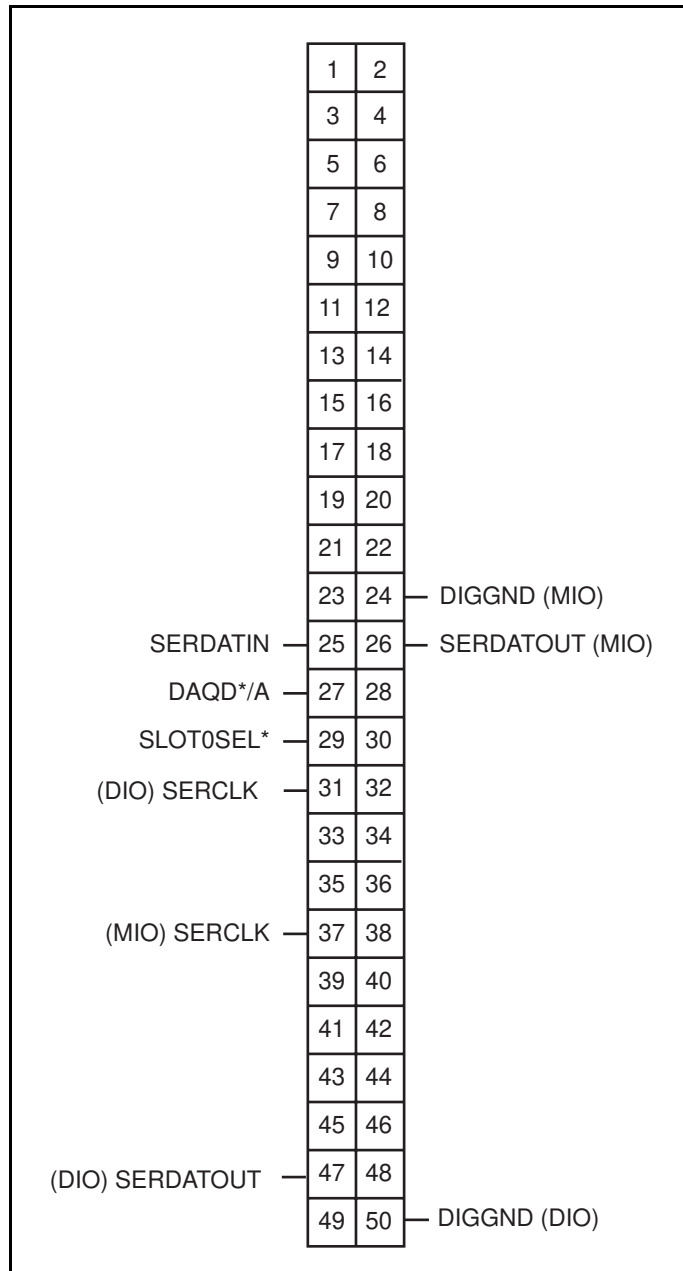 1 2
3 4
5 6
7 8
9 10
11 12
13 14
15 16
17 18
19 20
21 22
23 24 DIGGND (MIO)
SERDATIN 25 26 SERDATOUT (MIO)
DAQD*/A 27 28
SLOT0SEL* 29 30
(DIO) SERCLK 31 32
33 34
35 36
(MIO) SERCLK 37 38
39 40
41 42
43 44
45 46
(DIO) SERDATOUT 47 48
49 50 DIGGND (DIO)